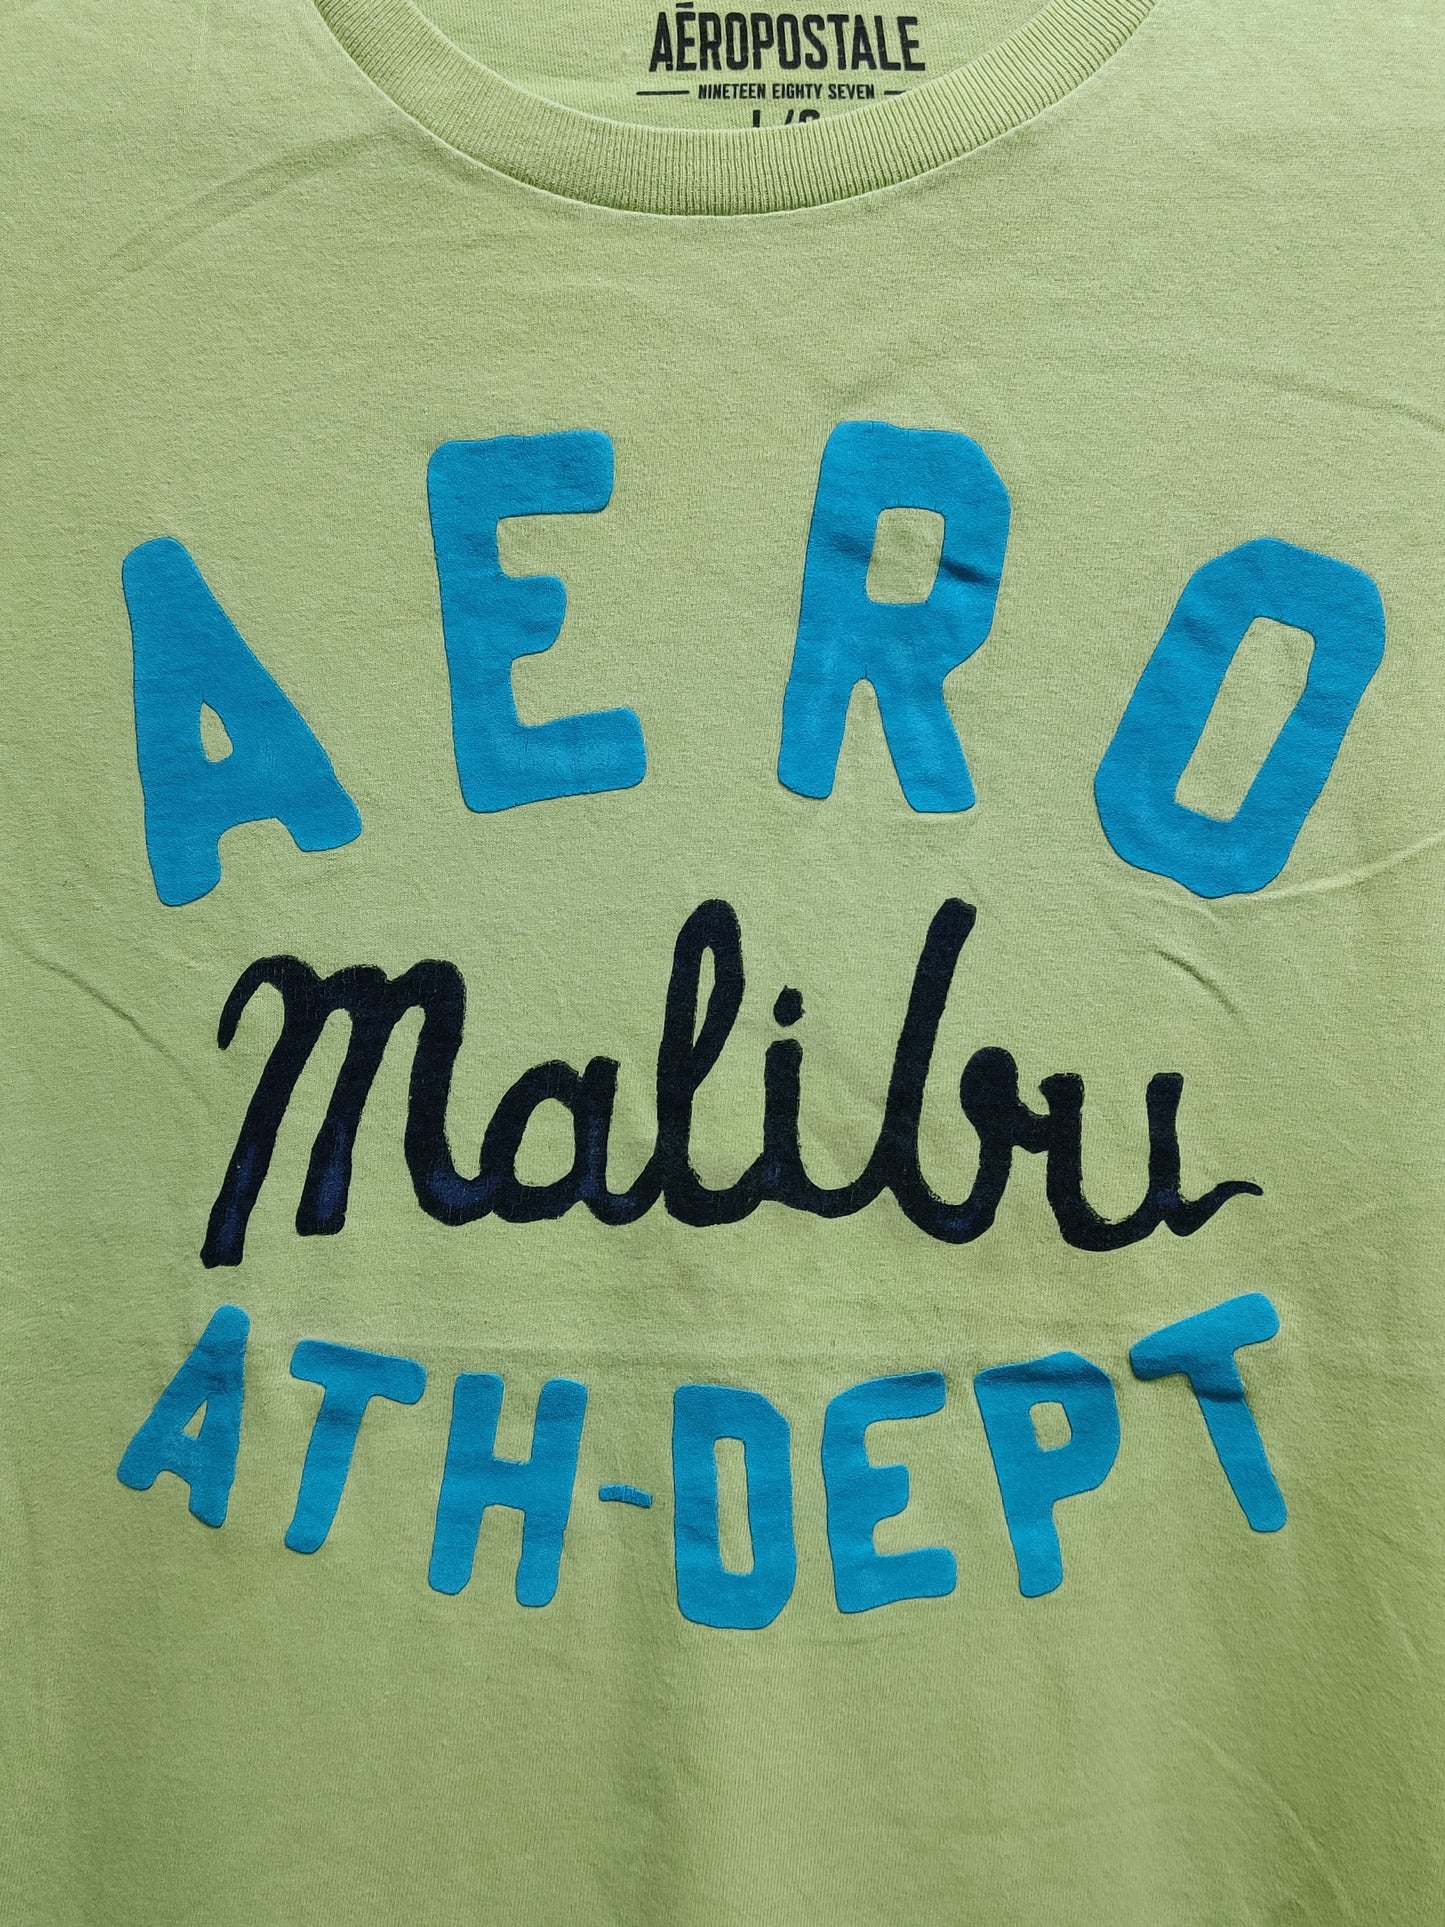 AÉROPOSTALE
NINETEEN EIGHTY SEVEN
AERO
Malibu
ATH-DEPT